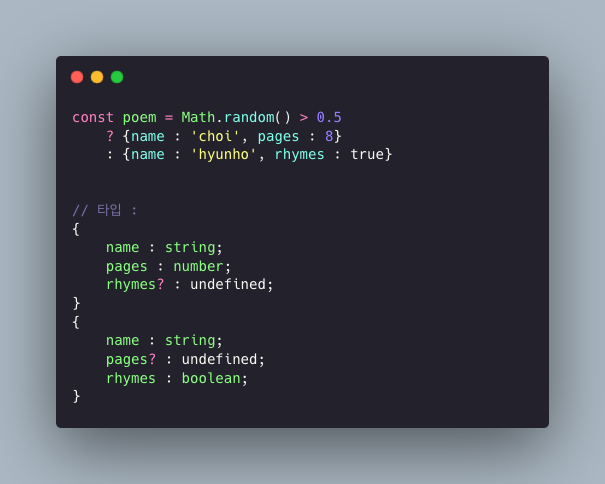 const poem = Math.random() > 0.5
    ? {name : 'choi', pages : 8}
    : {name : 'hyunho', rhymes : true}
// 타입 :
{
    name : string;
    pages : number;
    rhymes? : undefined;
}
{
    name : string;
    pages? : undefined;
    rhymes : boolean;
}